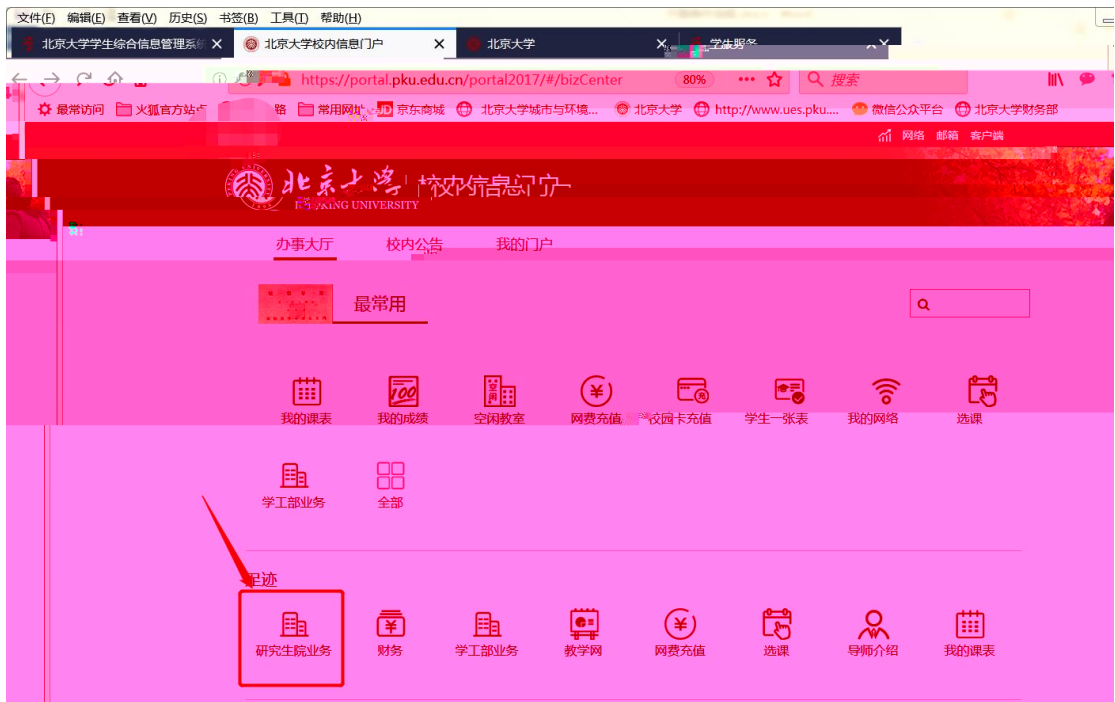 文件(F) 编辑(E) 查看(V) 历史(S) 书签(B) 工具(T) 帮助(H)
北京大学学生综合信息管理系统 北京大学校内信息门户 北京大学 学生服务
https://portal.pku.edu.cn/portal2017/#/bizCenter 80% 搜索
最常访问 火狐官方站点 常用网址 京东商城 北京大学城市与环境... 北京大学 http://www.ues.pku.... 微信公众平台 北京大学财务部
网络 邮箱 客户端
北京大学 校内信息门户
PEKING UNIVERSITY
办事大厅 校内公告 我的门户
最常用
我的课表 我的成绩 空闲教室 网费充值 校园卡充值 学生一张表 我的网络 选课
学工部业务 全部
足迹
研究生院业务 财务 学工部业务 教学网 网费充值 选课 导师介绍 我的课表